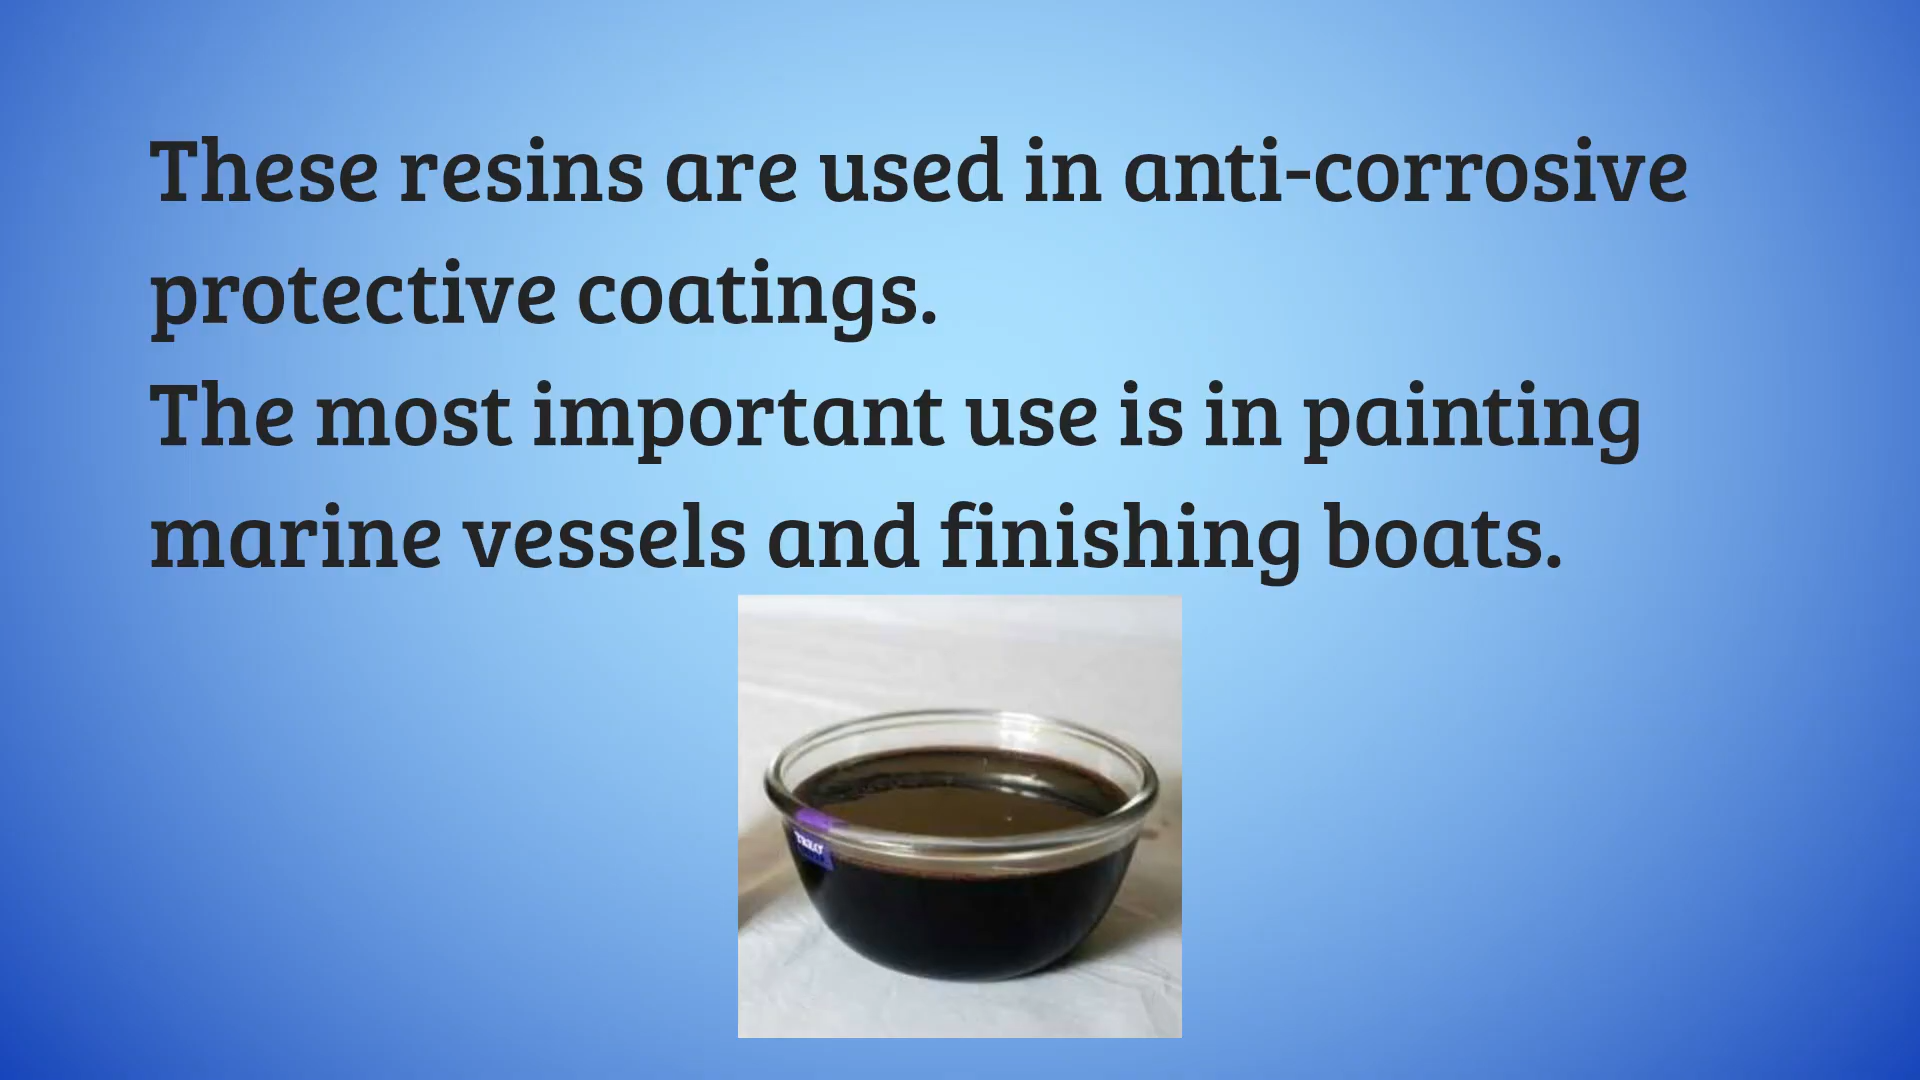 These resins are used in anti-corrosive
protective coatings.
The most important use is in painting
marine vessels and finishing boats.